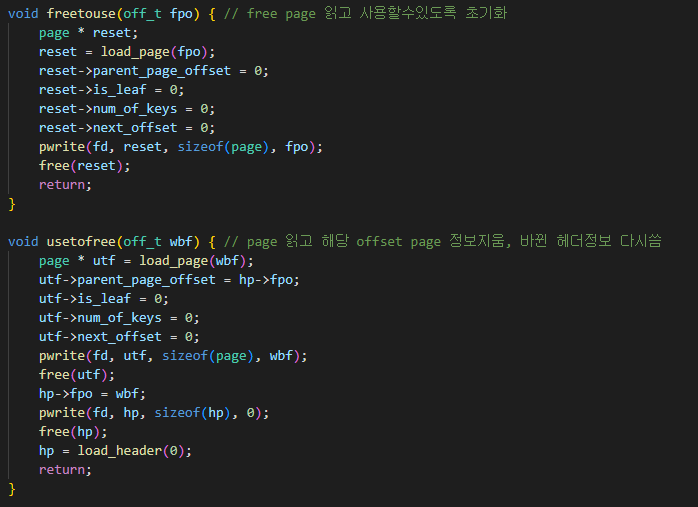 void freetouse(off_t fpo) { // free page 읽고 사용할수있도록 초기화
    page * reset;
    reset = load_page(fpo);
    reset->parent_page_offset = 0;
    reset->is_leaf = 0;
    reset->num_of_keys = 0;
    reset->next_offset = 0;
    pwrite(fd, reset, sizeof(page), fpo);
    free(reset);
    return;
}

void usetofree(off_t wbf) { // page 읽고 해당 offset page 정보지움, 바뀐 헤더정보 다시씀
    page * utf = load_page(wbf);
    utf->parent_page_offset = hp->fpo;
    utf->is_leaf = 0;
    utf->num_of_keys = 0;
    utf->next_offset = 0;
    pwrite(fd, utf, sizeof(page), wbf);
    free(utf);
    hp->fpo = wbf;
    pwrite(fd, hp, sizeof(hp), 0);
    free(hp);
    hp = load_header(0);
    return;
}